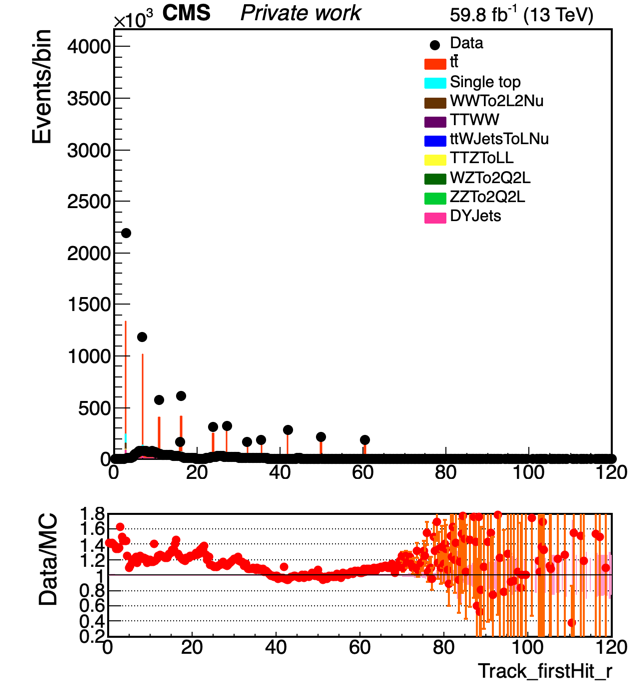 ×10³ CMS Private work 59.8 fb⁻¹ (13 TeV)
Events/bin
4000
3500
3000
2500
2000
1500
1000
500
0
0 20 40 60 80 100 120
Data
tt̄
Single top
WWTo2L2Nu
TTWW
ttWJetsToLNu
TTZToLL
WZTo2Q2L
ZZTo2Q2L
DYJets
Data/MC
1.8
1.6
1.4
1.2
1
0.8
0.6
0.4
0.2
0 20 40 60 80 100 120
Track_firstHit_r